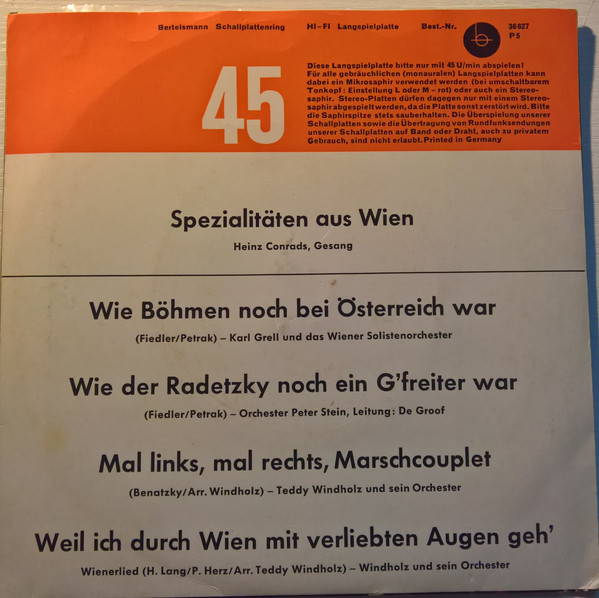 Bertelsmann Schallplattenring HI-FI Langspielplatte Best.-Nr. 36 627
P 5
45
Diese Langspielplatte bitte nur mit 45 U/min abspielen!
Für alle gebräuchlichen (monauralen) Langspielplatten kann
dabei ein Mikrosaphir verwendet werden (bei umschaltbarem
Tonkopf: Einstellung L oder M – rot) oder auch ein Stereo-
saphir. Stereo-Platten dürfen dagegen nur mit einem Stereo-
saphir abgespielt werden, da die Platte sonst zerstört wird. Bitte
die Saphirspitze stets sauberhalten. Die Überspielung unserer
Schallplatten sowie die Übertragung von Rundfunksendungen
unserer Schallplatten auf Band oder Draht, auch zu privatem
Gebrauch, sind nicht erlaubt. Printed in Germany
Spezialitäten aus Wien
Heinz Conrads, Gesang
Wie Böhmen noch bei Österreich war
(Fiedler/Petrak) – Karl Grell und das Wiener Solistenorchester
Wie der Radetzky noch ein G'freiter war
(Fiedler/Petrak) – Orchester Peter Stein, Leitung: De Groof
Mal links, mal rechts, Marschcouplet
(Benatzky/Arr. Windholz) – Teddy Windholz und sein Orchester
Weil ich durch Wien mit verliebten Augen geh'
Wienerlied (H. Lang/P. Herz/Arr. Teddy Windholz) – Windholz und sein Orchester